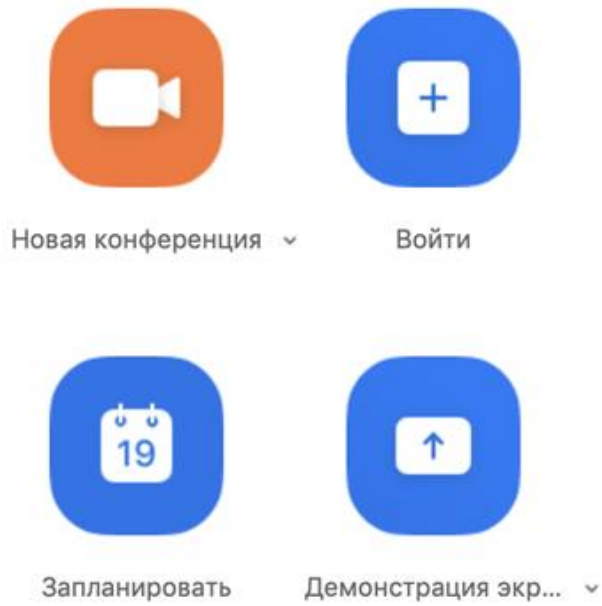 Новая конференция
Войти
19
Запланировать
Демонстрация экр...